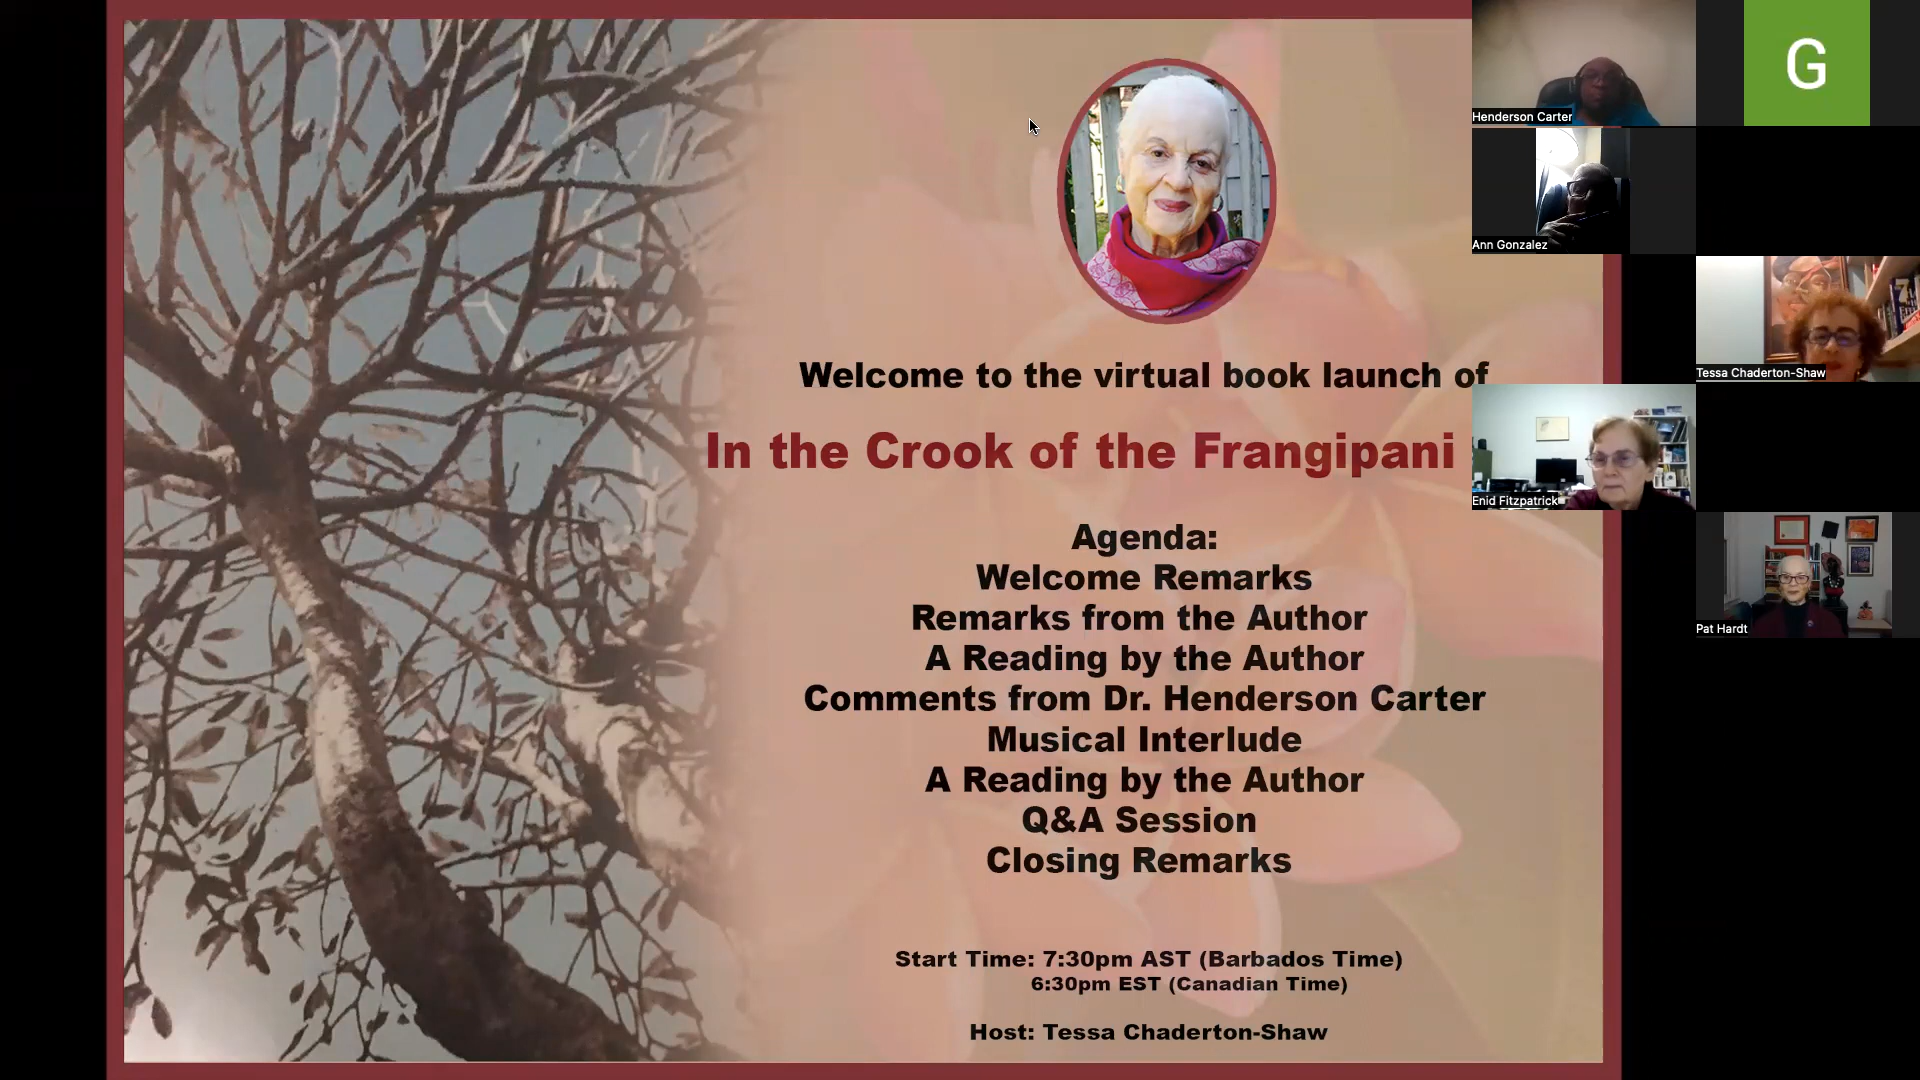 Welcome to the virtual book launch of
In the Crook of the Frangipani
Agenda:
Welcome Remarks
Remarks from the Author
A Reading by the Author
Comments from Dr. Henderson Carter
Musical Interlude
A Reading by the Author
Q&A Session
Closing Remarks
Start Time: 7:30pm AST (Barbados Time)
6:30pm EST (Canadian Time)
Host: Tessa Chaderton-Shaw
Henderson Carter
G
Ann Gonzalez
Tessa Chaderton-Shaw
Enid Fitzpatrick
Pat Hardt